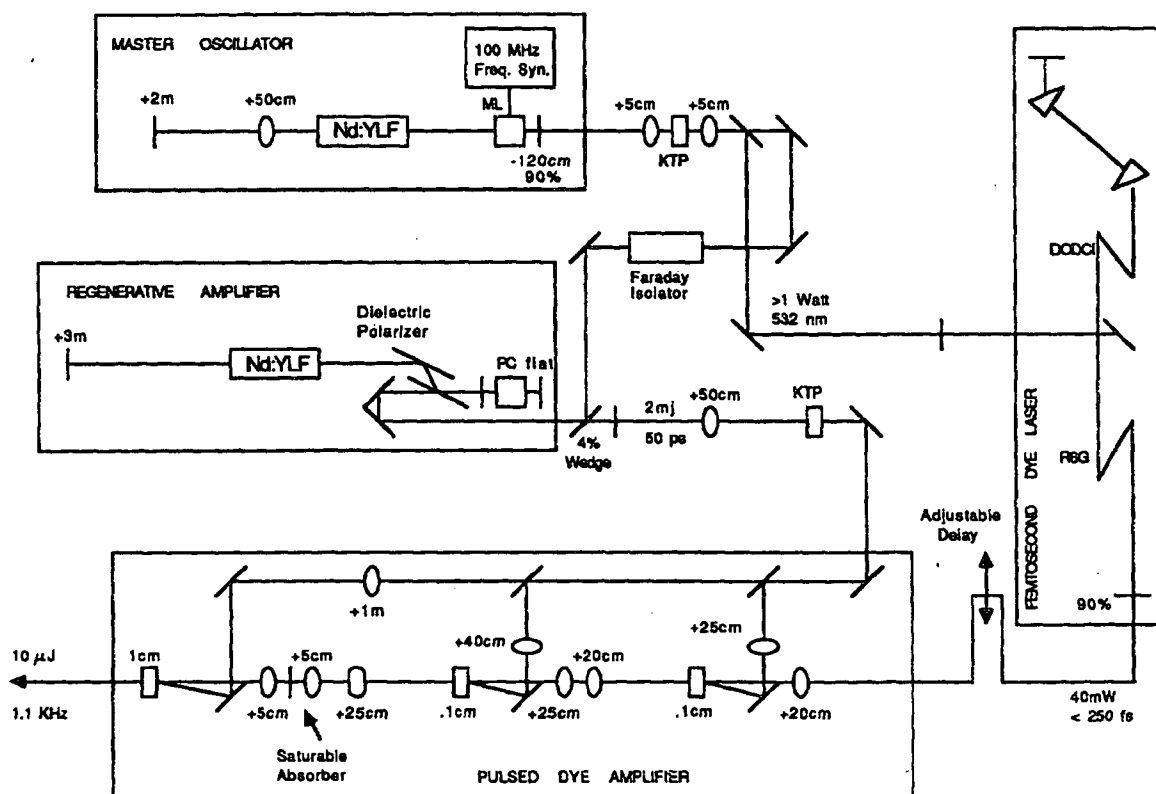 MASTER OSCILLATOR
100 MHz
Freq. Syn.
+2m
+50cm
Nd:YLF
ML
-120cm
90%
+5cm
+5cm
KTP
Faraday
Isolator
>1 Watt
532 nm
DODCI
R6G
FEMTOSECOND DYE LASER
90%
REGENERATIVE AMPLIFIER
Dielectric
Polarizer
+3m
Nd:YLF
PC flat
4%
Wedge
2mj
50 ps
+50cm
KTP
Adjustable
Delay
+1m
+40cm
+25cm
10 μJ
1.1 KHz
1cm
+5cm
+5cm
+25cm
.1cm
+20cm
+25cm
.1cm
+20cm
40mW
< 250 fs
Saturable
Absorber
PULSED DYE AMPLIFIER